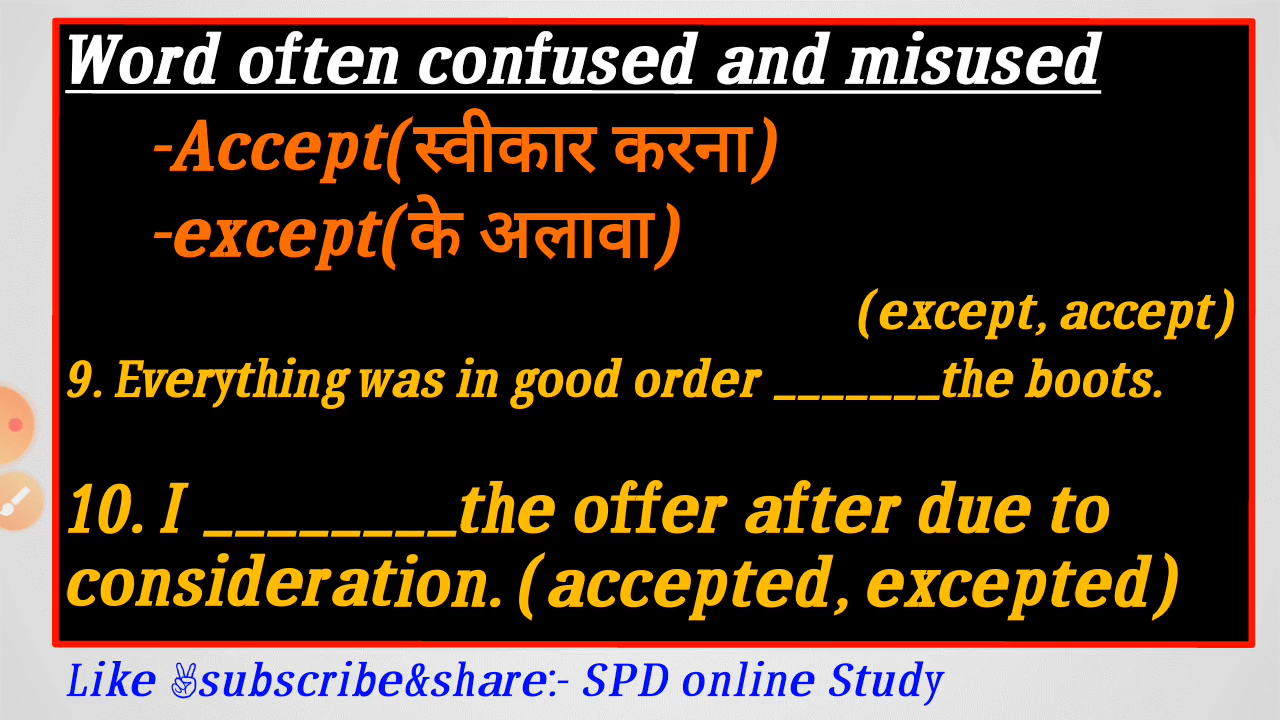 Word often confused and misused
-Accept(स्वीकार करना)
-except(के अलावा)
(except, accept)
9. Everything was in good order _______the boots.
10. I ________the offer after due to
consideration. (accepted, excepted)
Like ✌subscribe&share:- SPD online Study